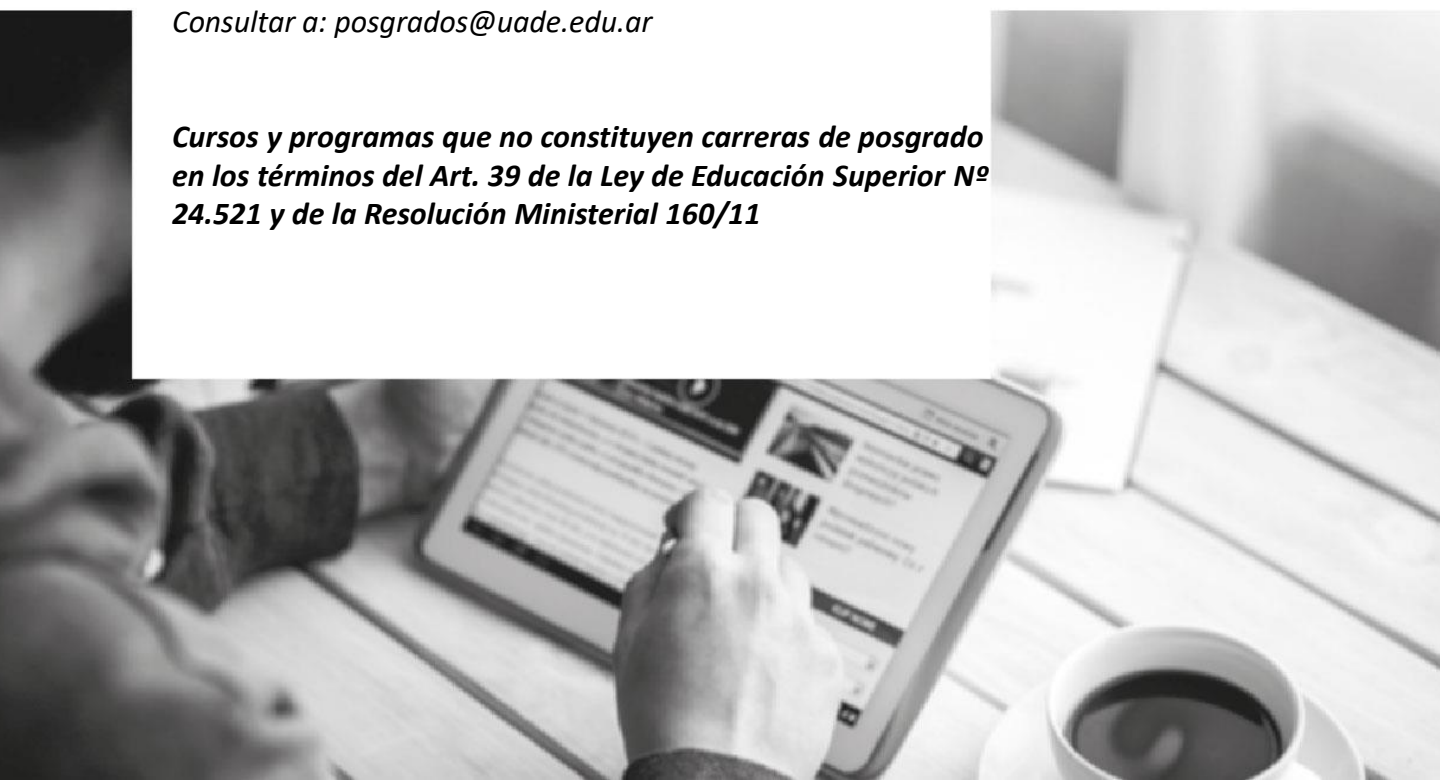 Consultar a: posgrados@uade.edu.ar
Cursos y programas que no constituyen carreras de posgrado
en los términos del Art. 39 de la Ley de Educación Superior Nº
24.521 y de la Resolución Ministerial 160/11